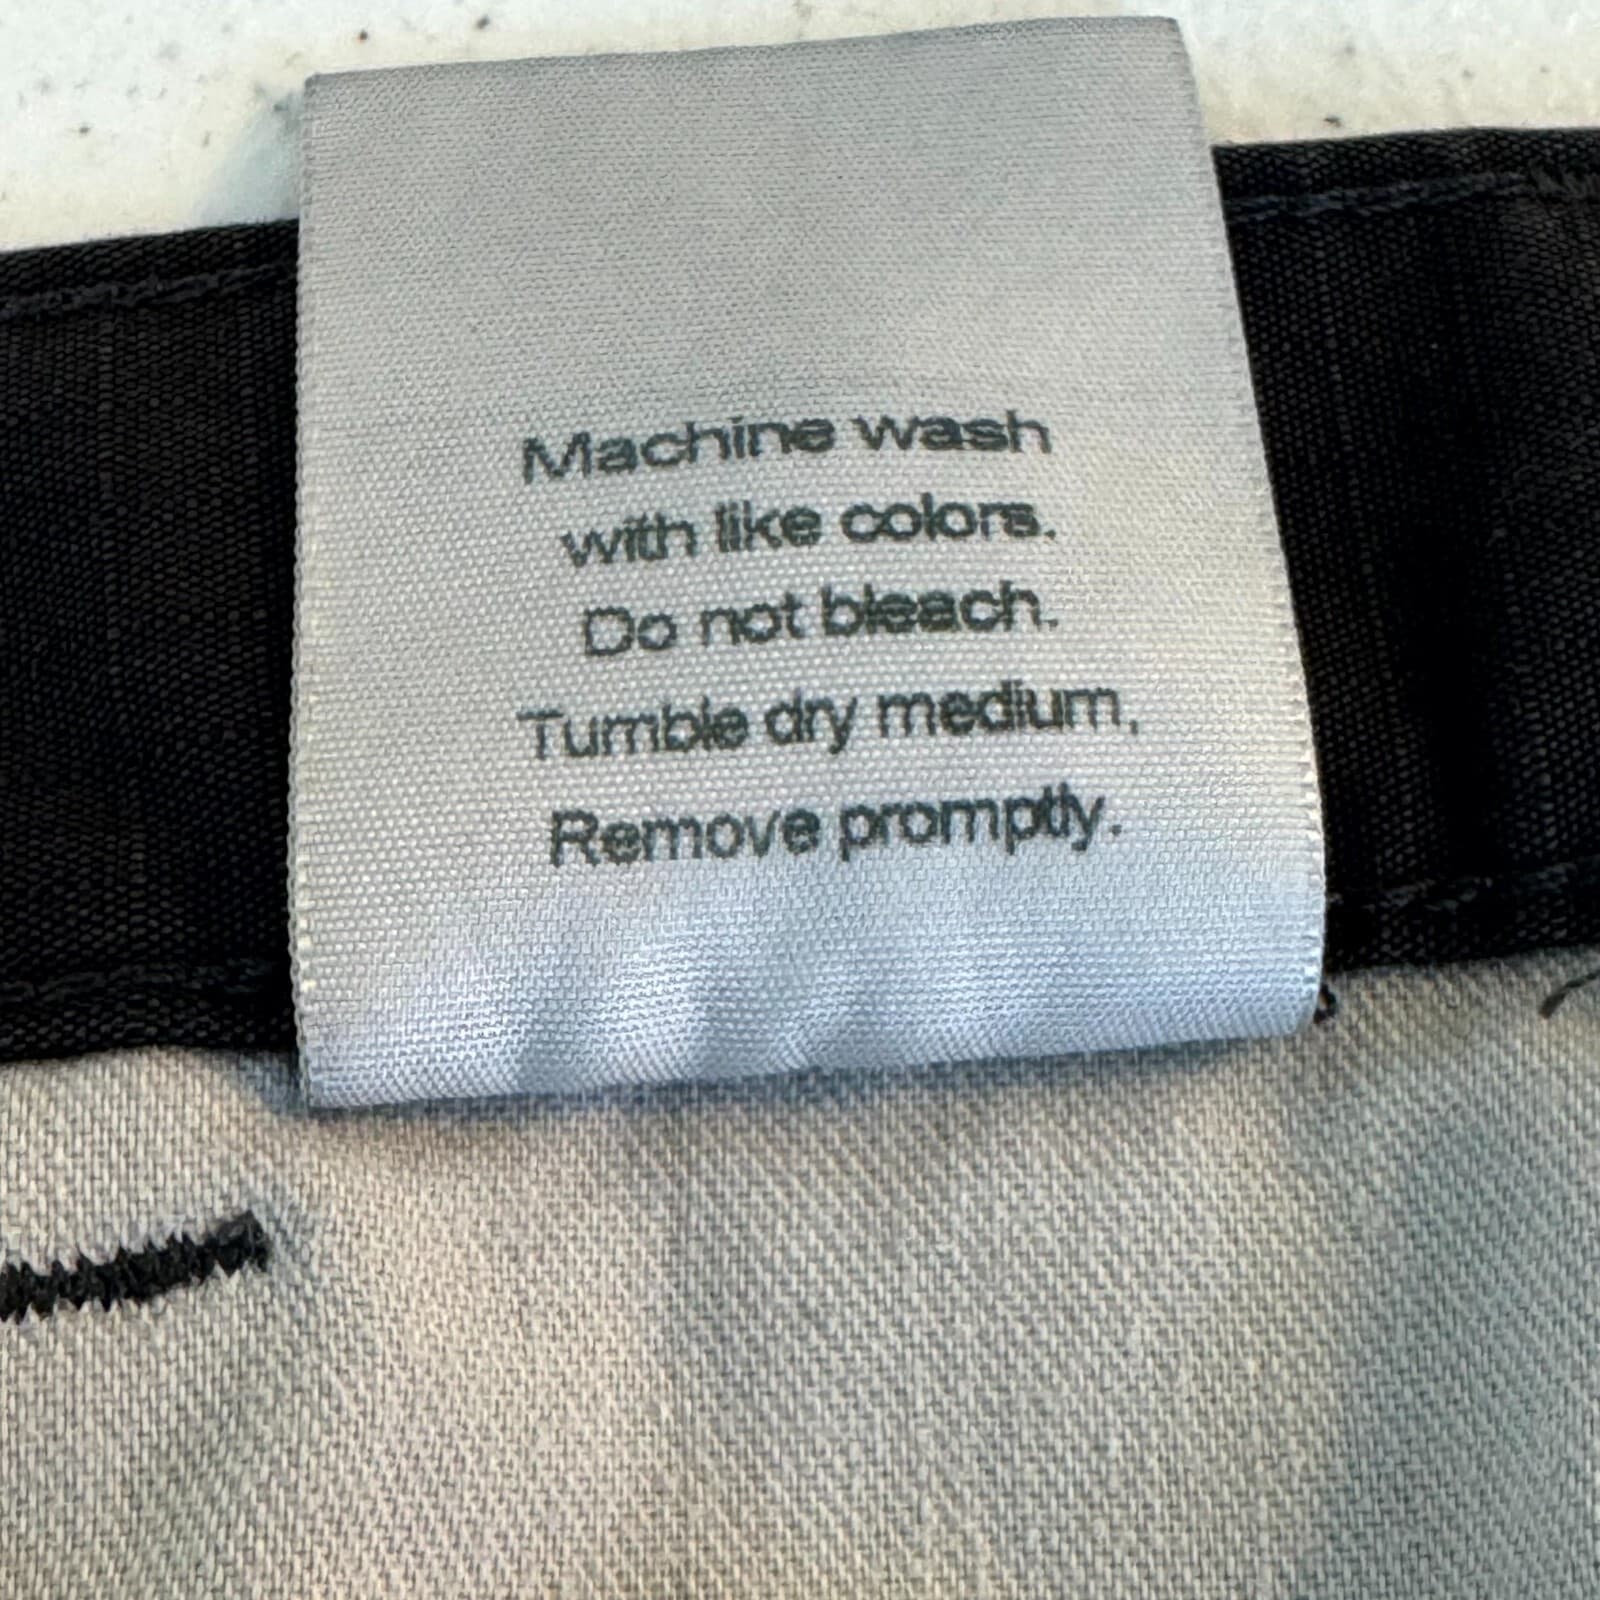 Machine wash
with like colors.
Do not bleach.
Tumble dry medium,
Remove promptly.